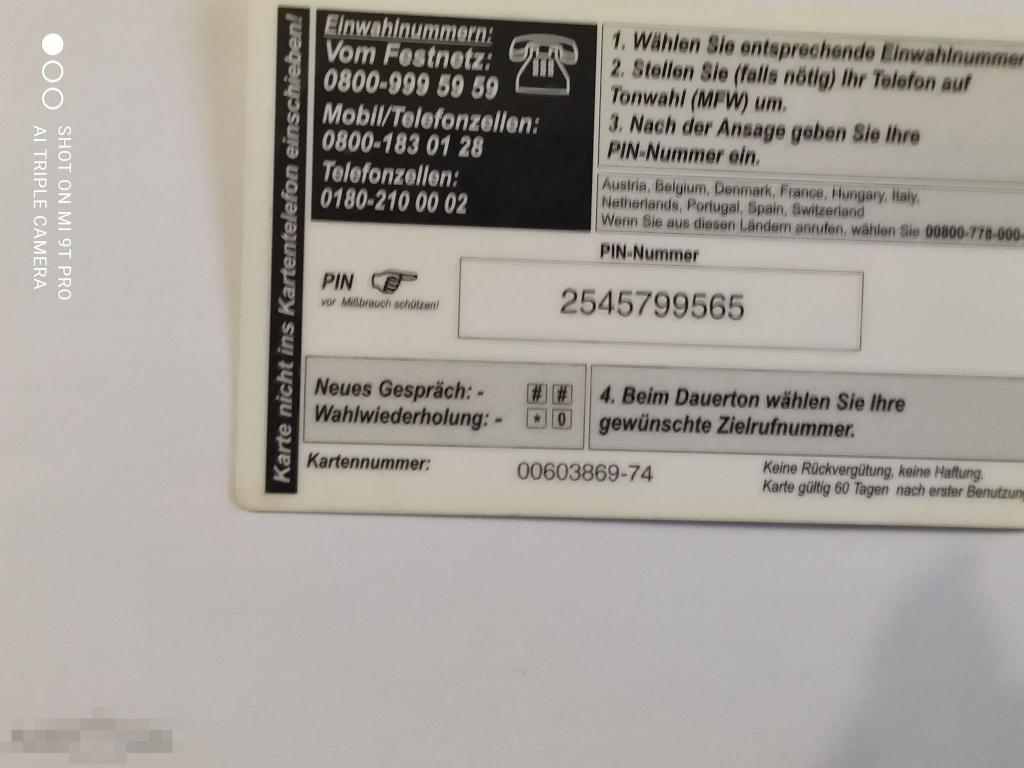 SHOT ON MI 9T PRO
AI TRIPLE CAMERA
Karte nicht ins Kartentelefon einschieben!
Einwahlnummern:
Vom Festnetz:
0800-999 59 59
Mobil/Telefonzellen:
0800-183 01 28
Telefonzellen:
0180-210 00 02
1. Wählen Sie entsprechende Einwahlnummer
2. Stellen Sie (falls nötig) Ihr Telefon auf
Tonwahl (MFW) um.
3. Nach der Ansage geben Sie Ihre
PIN-Nummer ein.
Austria, Belgium, Denmark, France, Hungary, Italy,
Netherlands, Portugal, Spain, Switzerland
Wenn Sie aus diesen Ländern anrufen, wählen Sie 00800-778-000-
PIN-Nummer
PIN
vor Mißbrauch schützen!
2545799565
Neues Gespräch: - # #
Wahlwiederholung: - * 0
4. Beim Dauerton wählen Sie Ihre
gewünschte Zielrufnummer.
Kartennummer: 00603869-74
Keine Rückvergütung, keine Haftung.
Karte gültig 60 Tagen nach erster Benutzung